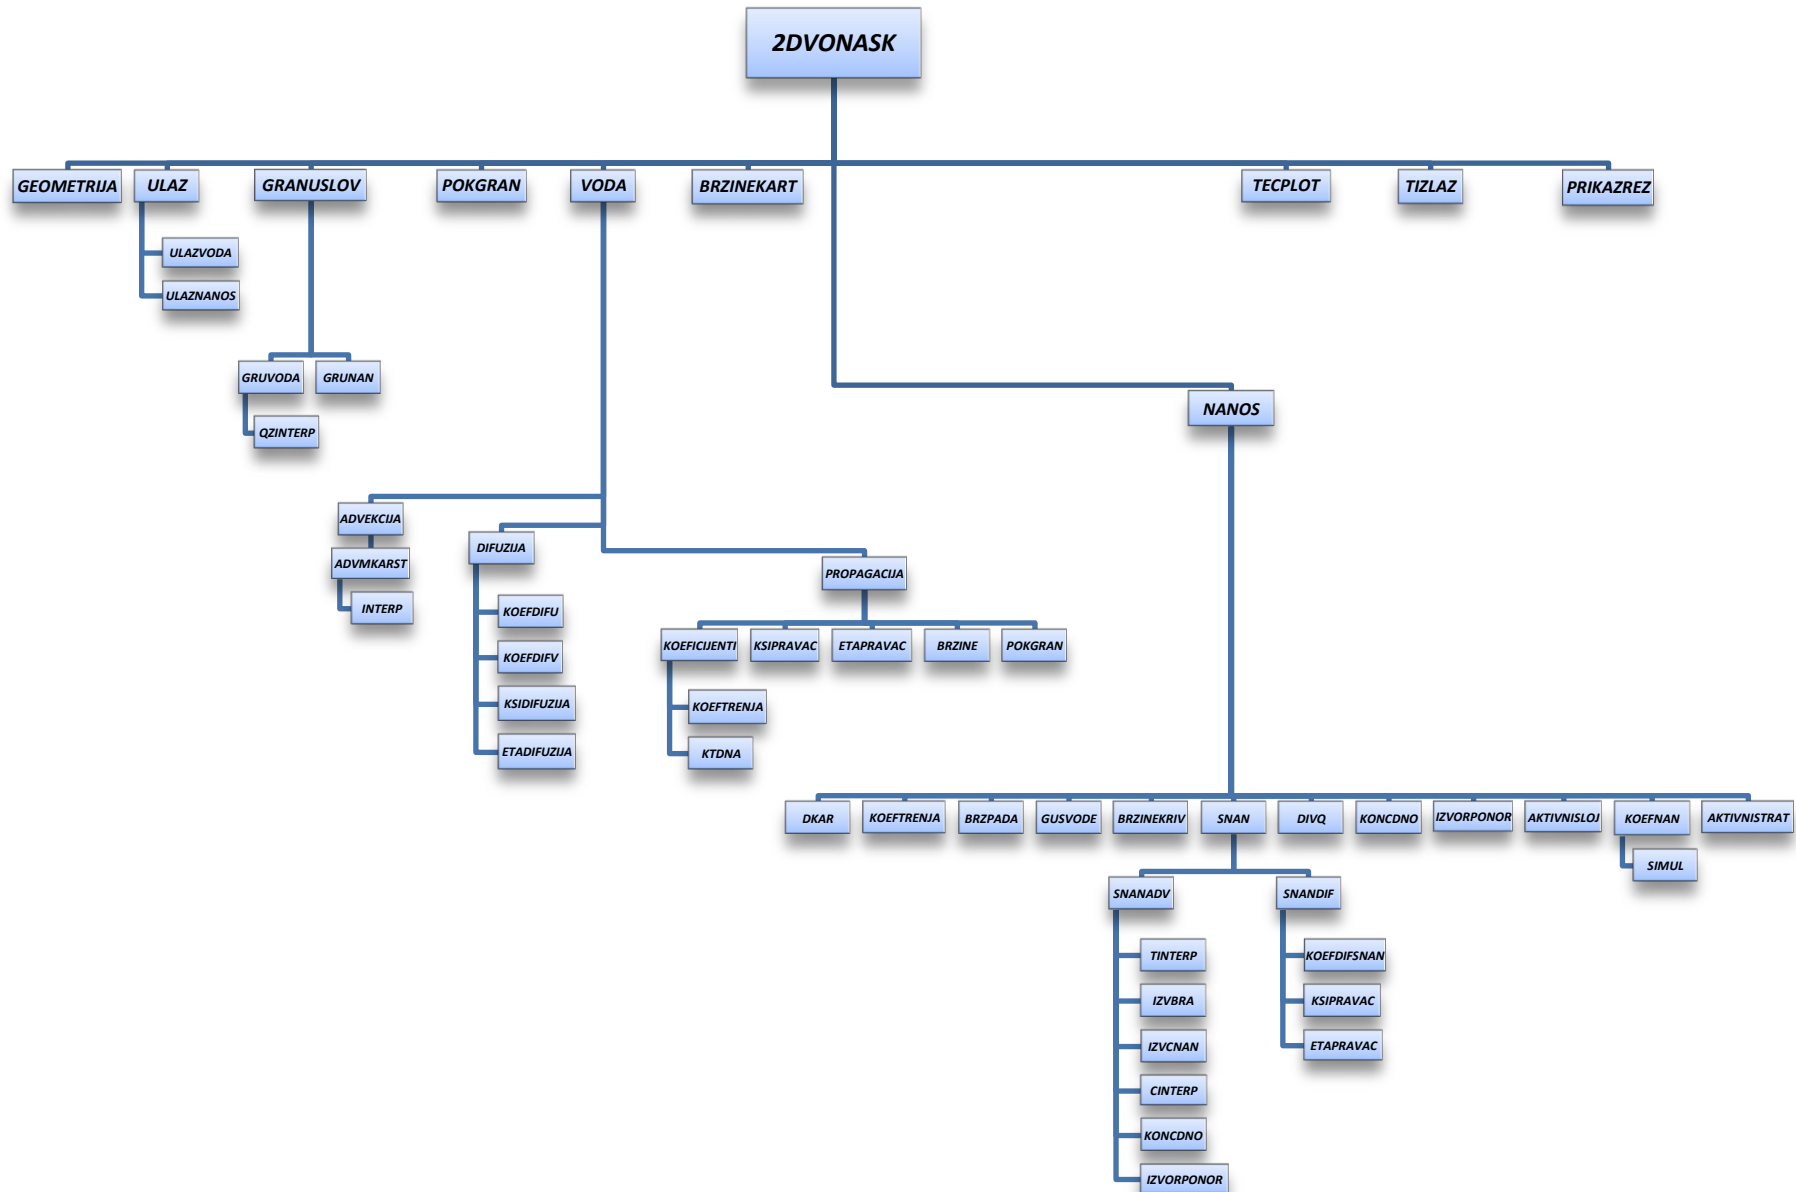 2DVONASK
GEOMETRIJA
ULAZ
GRANUSLOV
POKGRAN
VODA
BRZINEKART
TECPLOT
TIZLAZ
PRIKAZREZ
ULAZVODA
ULAZNANOS
GRUVODA
GRUNAN
QZINTERP
NANOS
ADVEKCIJA
ADVMKARST
INTERP
DIFUZIJA
KOEFDIFU
KOEFDIFV
KSIDIFUZIJA
ETADIFUZIJA
PROPAGACIJA
KOEFICIJENTI
KSIPRAVAC
ETAPRAVAC
BRZINE
POKGRAN
KOEFTRENJA
KTDNA
DKAR
KOEFTRENJA
BRZPADA
GUSVODE
BRZINEKRIV
SNAN
DIVQ
KONCDNO
IZVORPONOR
AKTIVNISLOJ
KOEFNAN
AKTIVNISTRAT
SIMUL
SNANADV
SNANDIF
TINTERP
IZVBRA
IZVCNAN
CINTERP
KONCDNO
IZVORPONOR
KOEFDIFSNAN
KSIPRAVAC
ETAPRAVAC